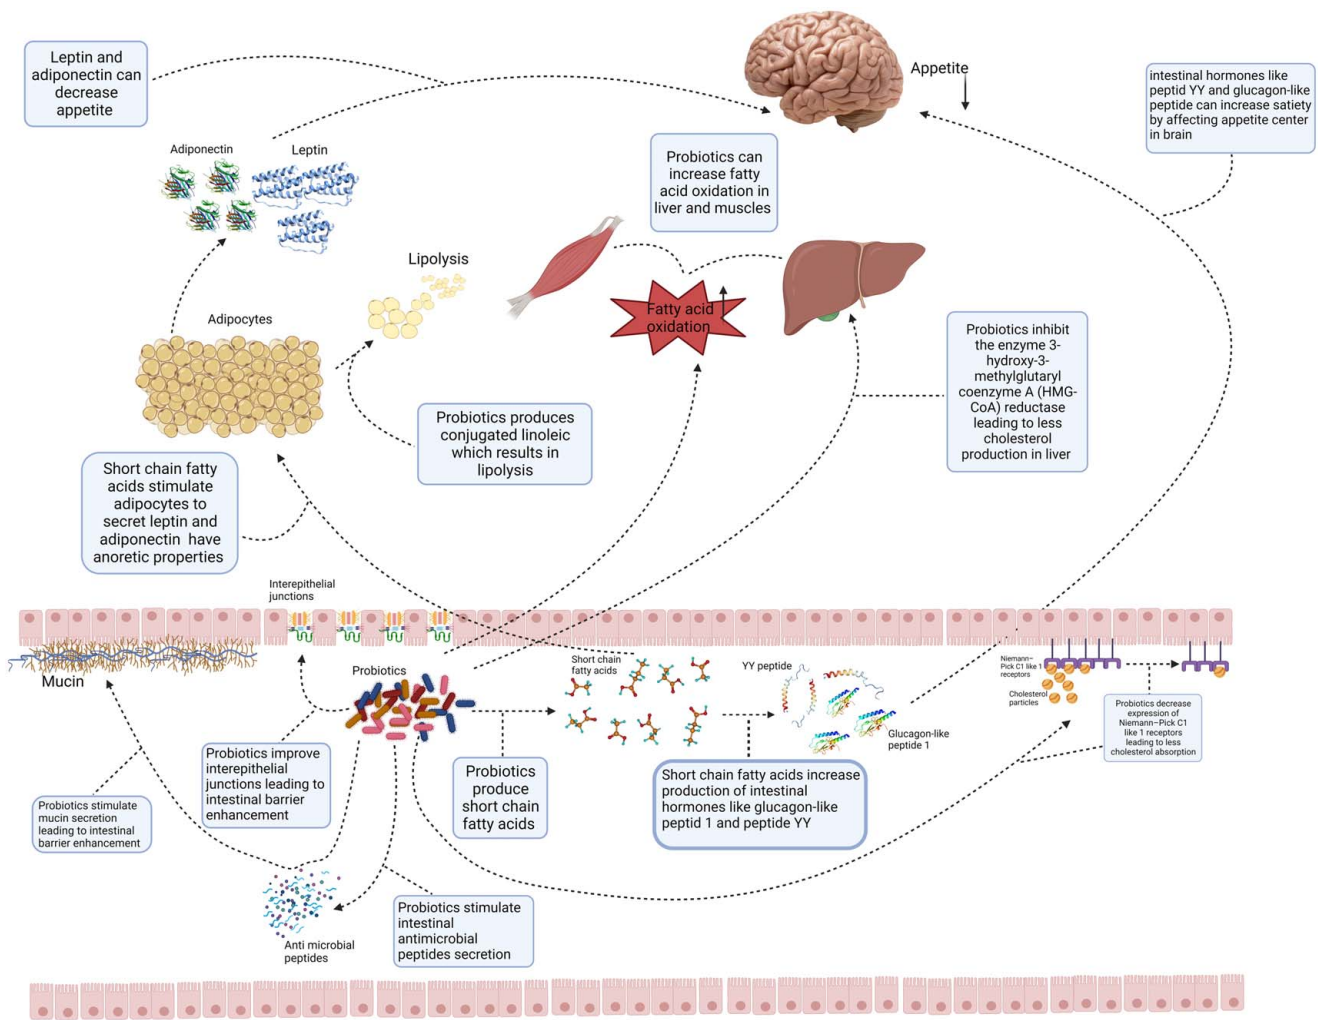 Leptin and
adiponectin can
decrease
appetite
Appetite
intestinal hormones like
peptid YY and glucagon-like
peptide can increase satiety
by affecting appetite center
in brain
Adiponectin
Leptin
Probiotics can
increase fatty
acid oxidation in
liver and muscles
Lipolysis
Fatty acid
oxidation
Adipocytes
Probiotics inhibit
the enzyme 3-
hydroxy-3-
methylglutaryl
coenzyme A (HMG-
CoA) reductase
leading to less
cholesterol
production in liver
Probiotics produces
conjugated linoleic
which results in
lipolysis
Short chain fatty
acids stimulate
adipocytes to
secret leptin and
adiponectin have
anoretic properties
Interepithelial
junctions
Mucin
Probiotics
Short chain
fatty acids
YY peptide
Glucagon-like
peptide 1
Niemann–
Pick C1 like 1
receptors
Cholesterol
particles
Probiotics decrease
expression of
Niemann–Pick C1
like 1 receptors
leading to less
cholesterol absorption
Probiotics improve
interepithelial
junctions leading to
intestinal barrier
enhancement
Probiotics
produce
short chain
fatty acids
Short chain fatty acids increase
production of intestinal
hormones like glucagon-like
peptid 1 and peptide YY
Probiotics stimulate
mucin secretion
leading to intestinal
barrier enhancement
Anti microbial
peptides
Probiotics stimulate
intestinal
antimicrobial
peptides secretion